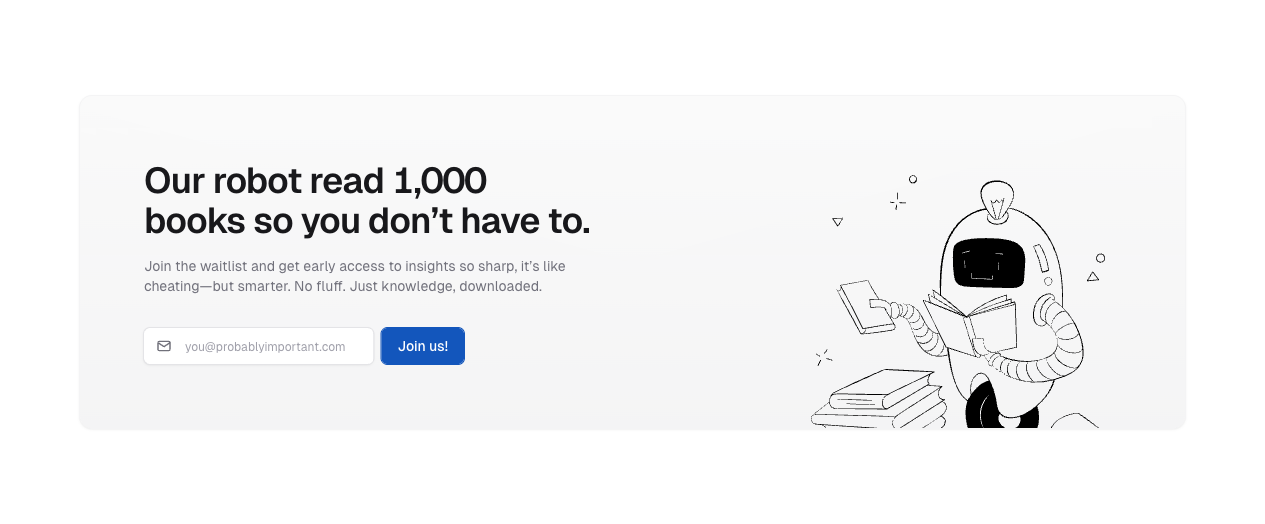 Our robot read 1,000
books so you don’t have to.
Join the waitlist and get early access to insights so sharp, it’s like
cheating—but smarter. No fluff. Just knowledge, downloaded.
you@probablyimportant.com
Join us!